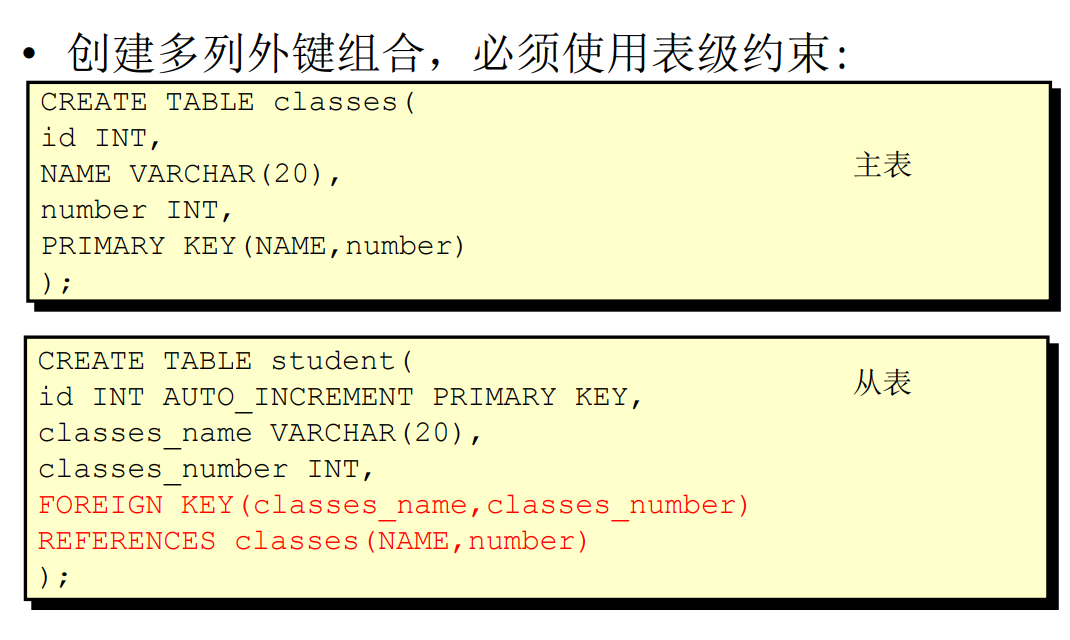 • 创建多列外键组合，必须使用表级约束:
CREATE TABLE classes(
id INT,
NAME VARCHAR(20),
主表
number INT,
PRIMARY KEY(NAME,number)
);
CREATE TABLE student(
从表
id INT AUTO_INCREMENT PRIMARY KEY,
classes_name VARCHAR(20),
classes_number INT,
FOREIGN KEY(classes_name,classes_number)
REFERENCES classes(NAME,number)
);